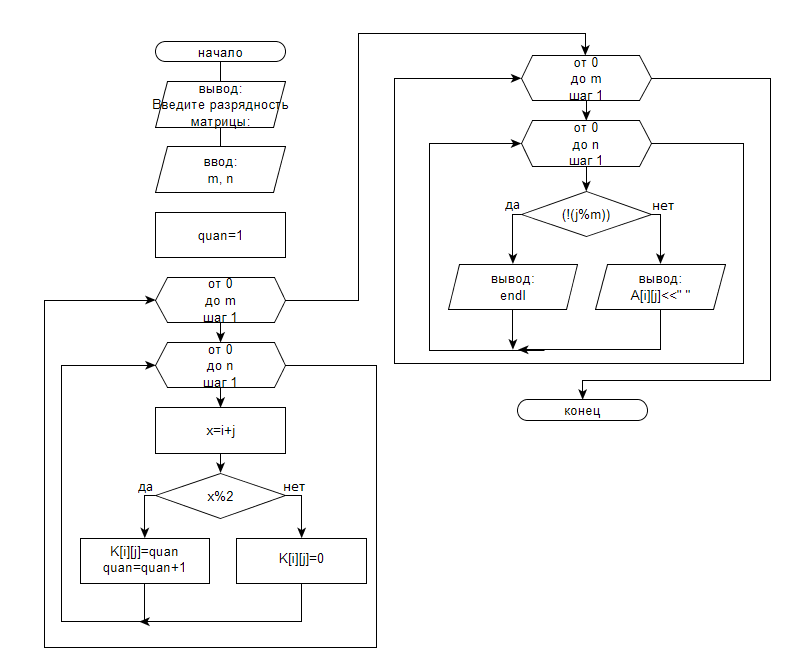 начало
вывод:
Введите разрядность
матрицы:
ввод:
m, n
quan=1
от 0
до m
шаг 1
от 0
до n
шаг 1
x=i+j
x%2
да
нет
K[i][j]=quan
quan=quan+1
K[i][j]=0
от 0
до m
шаг 1
от 0
до n
шаг 1
(!(j%m))
да
нет
вывод:
endl
вывод:
A[i][j]<<" "
конец